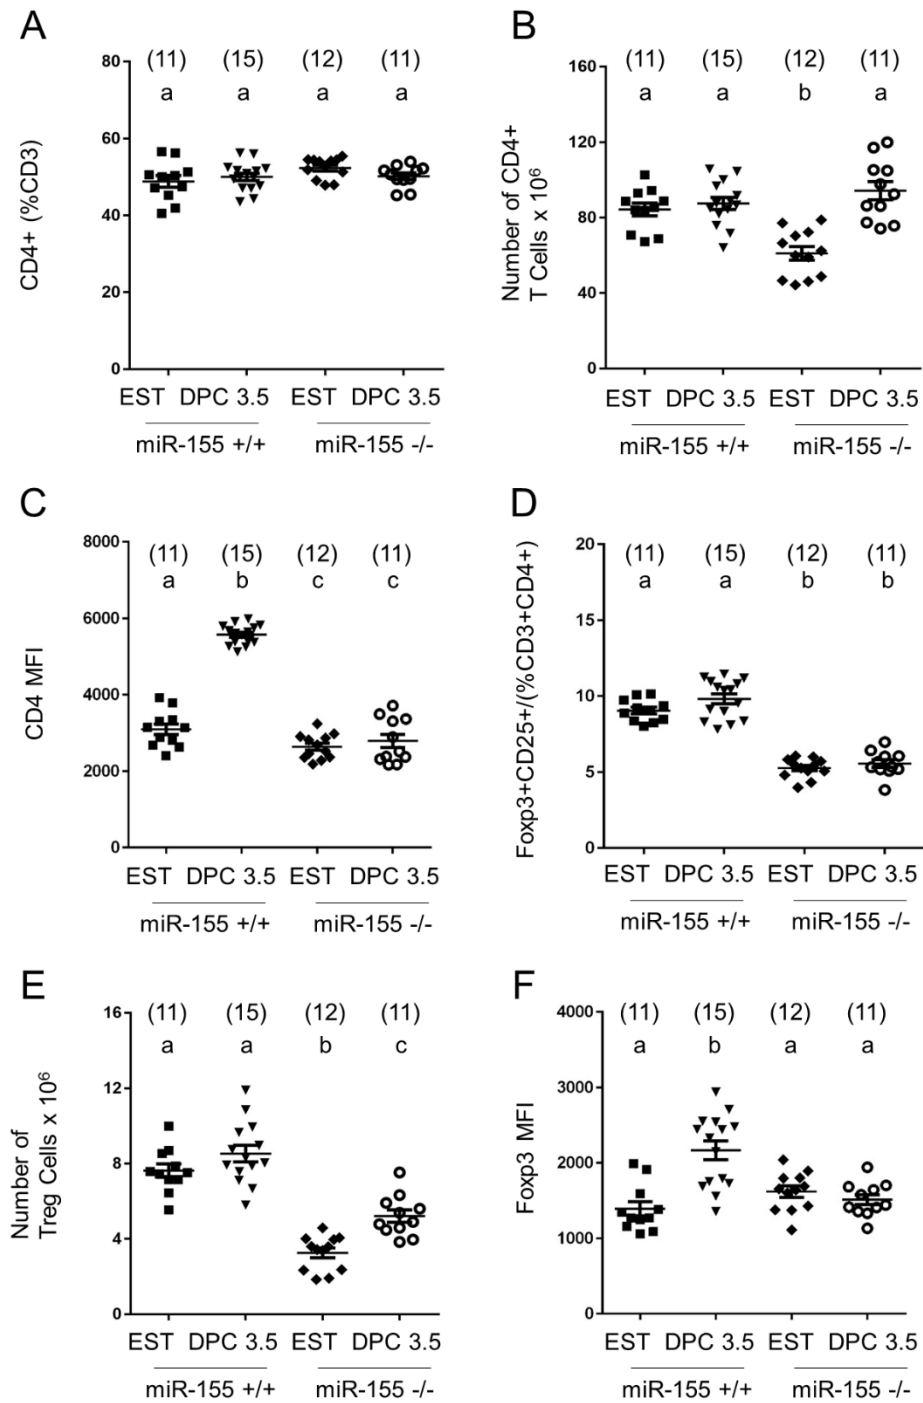 A
CD4+ (%CD3)
80
60
40
20
0
(11) (15) (12) (11)
a a a a
EST DPC 3.5 EST DPC 3.5
miR-155 +/+ miR-155 -/-
B
Number of CD4+
T Cells x 10⁶
160
120
80
40
0
(11) (15) (12) (11)
a a b a
EST DPC 3.5 EST DPC 3.5
miR-155 +/+ miR-155 -/-
C
CD4 MFI
8000
6000
4000
2000
0
(11) (15) (12) (11)
a b c c
EST DPC 3.5 EST DPC 3.5
miR-155 +/+ miR-155 -/-
D
Foxp3+CD25+/(%CD3+CD4+)
20
15
10
5
0
(11) (15) (12) (11)
a a b b
EST DPC 3.5 EST DPC 3.5
miR-155 +/+ miR-155 -/-
E
Number of
Treg Cells x 10⁶
16
12
8
4
0
(11) (15) (12) (11)
a a b c
EST DPC 3.5 EST DPC 3.5
miR-155 +/+ miR-155 -/-
F
Foxp3 MFI
4000
3000
2000
1000
0
(11) (15) (12) (11)
a b a a
EST DPC 3.5 EST DPC 3.5
miR-155 +/+ miR-155 -/-